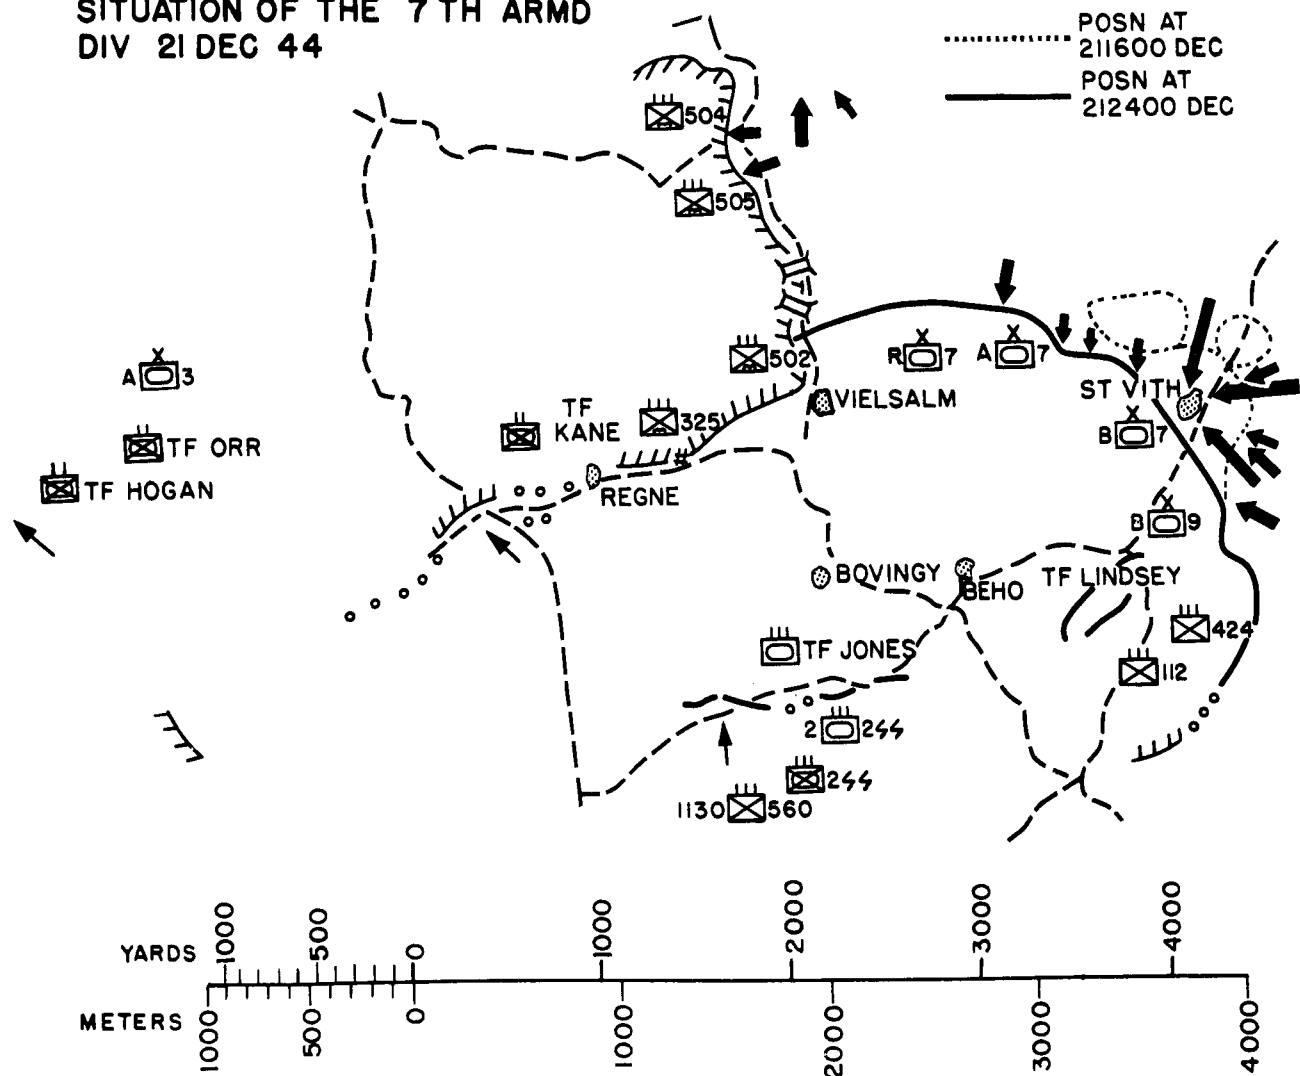 SITUATION OF THE 7TH ARMD
DIV 21 DEC 44
POSN AT
211600 DEC
POSN AT
212400 DEC
504
505
502
R 7
A 7
A 3
ST VITH
TF
KANE
325
VIELSALM
B 7
TF ORR
TF HOGAN
REGNE
B 9
BOVINGY
BEHO
TF LINDSEY
424
TF JONES
112
2 2ϟϟ
2ϟϟ
1130 560
YARDS 1000 500 0 1000 2000 3000 4000
METERS 1000 500 0 1000 2000 3000 4000